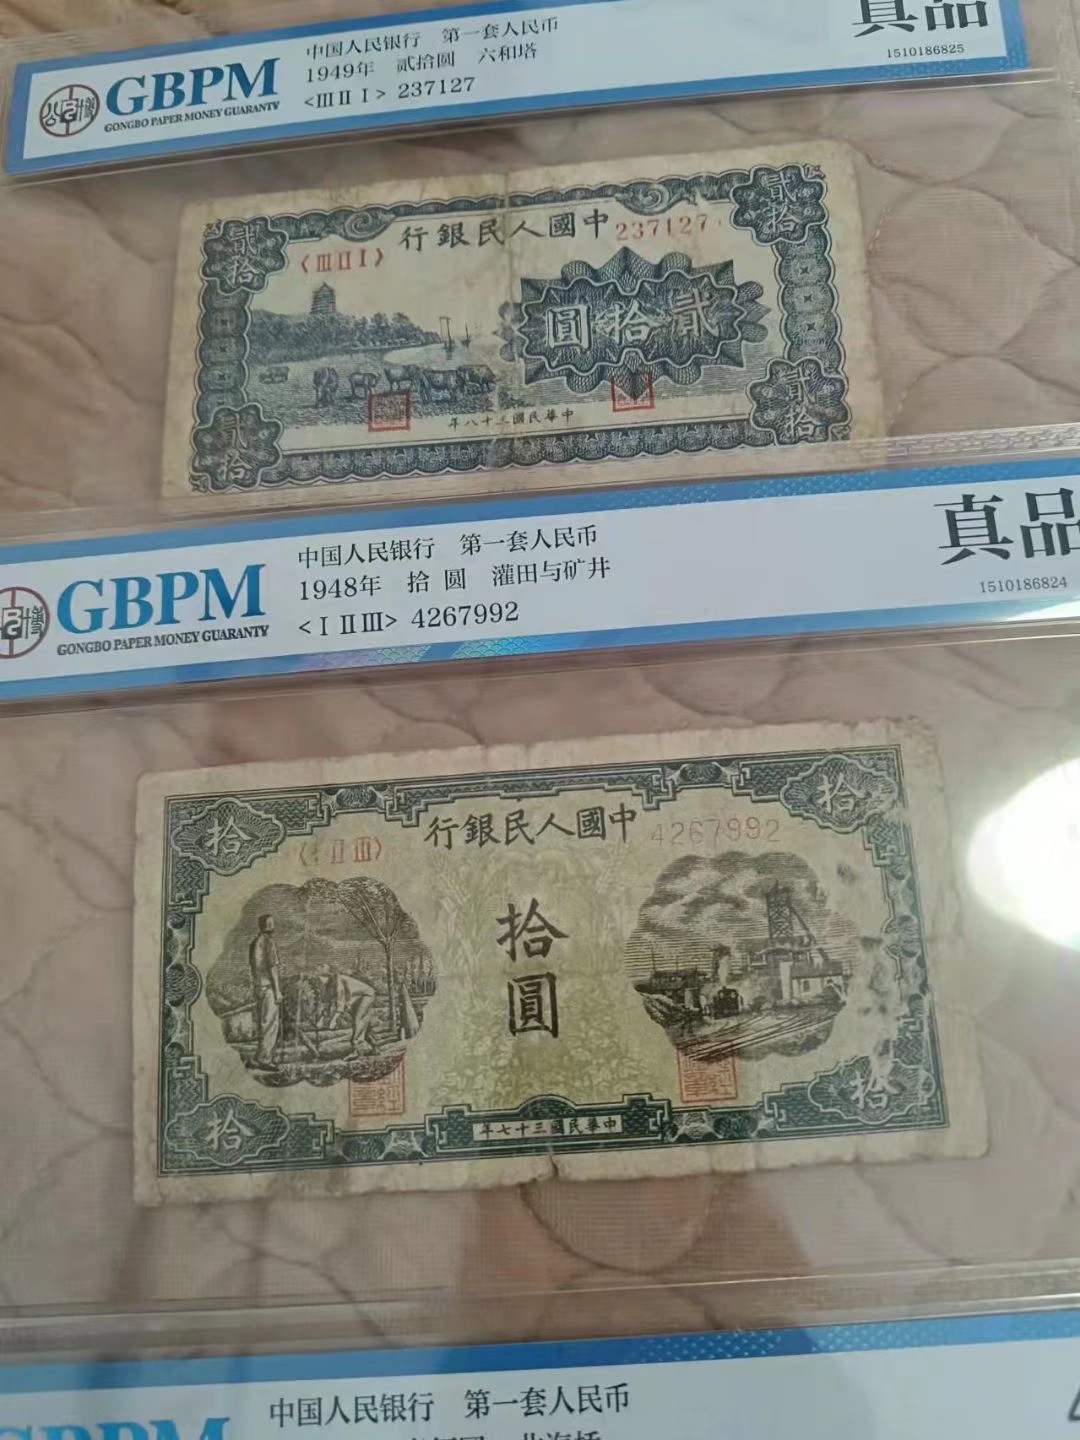 中国人民银行 第一套人民币
真品
1949年 贰拾圆 六和塔
1510186825
<ⅢⅡⅠ> 237127
GBPM
GONGBO PAPER MONEY GUARANTY
行銀民人國中
237127
〈ⅢⅡⅠ〉
貳拾
貳拾
圓拾貳
貳拾
貳拾
年八十三國民華中
中国人民银行 第一套人民币
真品
1948年 拾圆 灌田与矿井
1510186824
<ⅠⅡⅢ> 4267992
GBPM
GONGBO PAPER MONEY GUARANTY
行銀民人國中
4267992
〈ⅠⅡⅢ〉
拾
拾
拾
圓
拾
拾
年七十三國民華中
中国人民银行 第一套人民币
GBPM